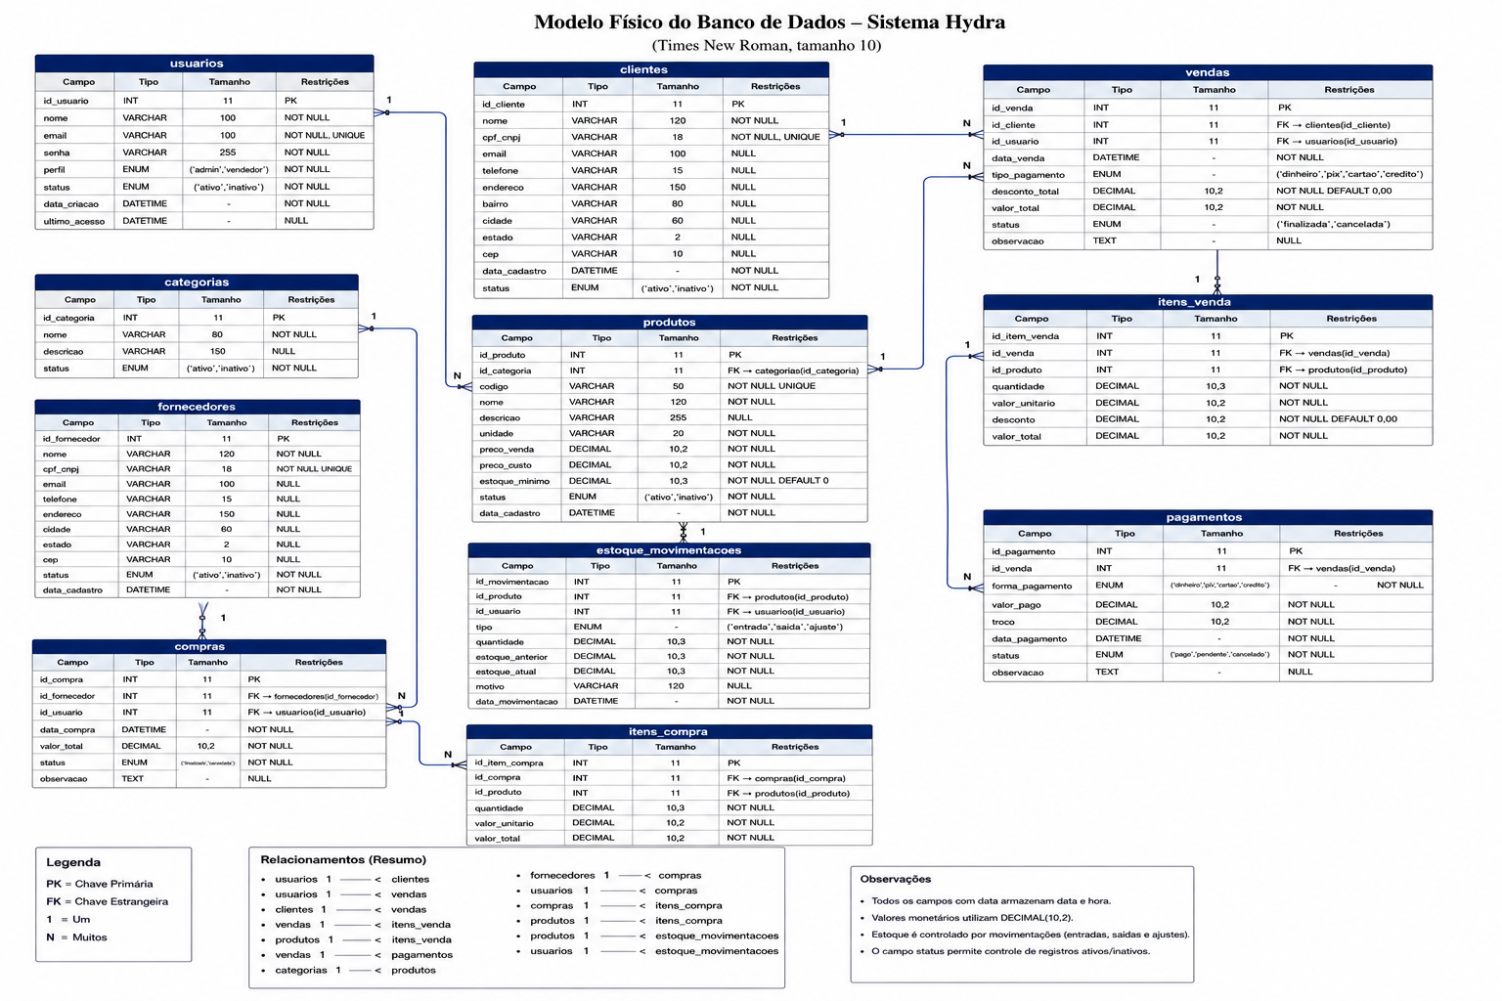 Modelo Físico do Banco de Dados – Sistema Hydra
(Times New Roman, tamanho 10)
usuarios
Campo Tipo Tamanho Restrições
id_usuario INT 11 PK
nome VARCHAR 100 NOT NULL
email VARCHAR 100 NOT NULL, UNIQUE
senha VARCHAR 255 NOT NULL
perfil ENUM ('admin','vendedor') NOT NULL
status ENUM ('ativo','inativo') NOT NULL
data_criacao DATETIME - NOT NULL
ultimo_acesso DATETIME - NULL
1
categorias
Campo Tipo Tamanho Restrições
id_categoria INT 11 PK
nome VARCHAR 80 NOT NULL
descricao VARCHAR 150 NULL
status ENUM ('ativo','inativo') NOT NULL
1
fornecedores
Campo Tipo Tamanho Restrições
id_fornecedor INT 11 PK
nome VARCHAR 120 NOT NULL
cpf_cnpj VARCHAR 18 NOT NULL UNIQUE
email VARCHAR 100 NULL
telefone VARCHAR 15 NULL
endereco VARCHAR 150 NULL
cidade VARCHAR 60 NULL
estado VARCHAR 2 NULL
cep VARCHAR 10 NULL
status ENUM ('ativo','inativo') NOT NULL
data_cadastro DATETIME - NOT NULL
1
compras
Campo Tipo Tamanho Restrições
id_compra INT 11 PK
id_fornecedor INT 11 FK → fornecedores(id_fornecedor)
id_usuario INT 11 FK → usuarios(id_usuario)
data_compra DATETIME - NOT NULL
valor_total DECIMAL 10,2 NOT NULL
status ENUM ('finalizada','cancelada') NOT NULL
observacao TEXT - NULL
N
1
clientes
Campo Tipo Tamanho Restrições
id_cliente INT 11 PK
nome VARCHAR 120 NOT NULL
cpf_cnpj VARCHAR 18 NOT NULL, UNIQUE
email VARCHAR 100 NULL
telefone VARCHAR 15 NULL
endereco VARCHAR 150 NULL
bairro VARCHAR 80 NULL
cidade VARCHAR 60 NULL
estado VARCHAR 2 NULL
cep VARCHAR 10 NULL
data_cadastro DATETIME - NOT NULL
status ENUM ('ativo','inativo') NOT NULL
1
produtos
Campo Tipo Tamanho Restrições
id_produto INT 11 PK
id_categoria INT 11 FK → categorias(id_categoria)
codigo VARCHAR 50 NOT NULL UNIQUE
nome VARCHAR 120 NOT NULL
descricao VARCHAR 255 NULL
unidade VARCHAR 20 NOT NULL
preco_venda DECIMAL 10,2 NOT NULL
preco_custo DECIMAL 10,2 NOT NULL
estoque_minimo DECIMAL 10,3 NOT NULL DEFAULT 0
status ENUM ('ativo','inativo') NOT NULL
data_cadastro DATETIME - NOT NULL
N
1
1
estoque_movimentacoes
Campo Tipo Tamanho Restrições
id_movimentacao INT 11 PK
id_produto INT 11 FK → produtos(id_produto)
id_usuario INT 11 FK → usuarios(id_usuario)
tipo ENUM - ('entrada','saida','ajuste')
quantidade DECIMAL 10,3 NOT NULL
estoque_anterior DECIMAL 10,3 NOT NULL
estoque_atual DECIMAL 10,3 NOT NULL
motivo VARCHAR 120 NULL
data_movimentacao DATETIME - NOT NULL
itens_compra
Campo Tipo Tamanho Restrições
id_item_compra INT 11 PK
id_compra INT 11 FK → compras(id_compra)
id_produto INT 11 FK → produtos(id_produto)
quantidade DECIMAL 10,3 NOT NULL
valor_unitario DECIMAL 10,2 NOT NULL
valor_total DECIMAL 10,2 NOT NULL
N
vendas
Campo Tipo Tamanho Restrições
id_venda INT 11 PK
id_cliente INT 11 FK → clientes(id_cliente)
id_usuario INT 11 FK → usuarios(id_usuario)
data_venda DATETIME - NOT NULL
tipo_pagamento ENUM - ('dinheiro','pix','cartao','credito')
desconto_total DECIMAL 10,2 NOT NULL DEFAULT 0,00
valor_total DECIMAL 10,2 NOT NULL
status ENUM - ('finalizada','cancelada')
observacao TEXT - NULL
N
N
1
itens_venda
Campo Tipo Tamanho Restrições
id_item_venda INT 11 PK
id_venda INT 11 FK → vendas(id_venda)
id_produto INT 11 FK → produtos(id_produto)
quantidade DECIMAL 10,3 NOT NULL
valor_unitario DECIMAL 10,2 NOT NULL
desconto DECIMAL 10,2 NOT NULL DEFAULT 0,00
valor_total DECIMAL 10,2 NOT NULL
1
pagamentos
Campo Tipo Tamanho Restrições
id_pagamento INT 11 PK
id_venda INT 11 FK → vendas(id_venda)
forma_pagamento ENUM ('dinheiro','pix','cartao','credito') - NOT NULL
valor_pago DECIMAL 10,2 NOT NULL
troco DECIMAL 10,2 NOT NULL
data_pagamento DATETIME - NOT NULL
status ENUM ('pago','pendente','cancelado') NOT NULL
observacao TEXT - NULL
N
Legenda
PK = Chave Primária
FK = Chave Estrangeira
1 = Um
N = Muitos
Relacionamentos (Resumo)
• usuarios 1 —— < clientes
• usuarios 1 —— < vendas
• clientes 1 —— < vendas
• vendas 1 —— < itens_venda
• produtos 1 —— < itens_venda
• vendas 1 —— < pagamentos
• categorias 1 —— < produtos
• fornecedores 1 —— < compras
• usuarios 1 —— < compras
• compras 1 —— < itens_compra
• produtos 1 —— < itens_compra
• produtos 1 —— < estoque_movimentacoes
• usuarios 1 —— < estoque_movimentacoes
Observações
• Todos os campos com data armazenam data e hora.
• Valores monetários utilizam DECIMAL(10,2).
• Estoque é controlado por movimentações (entradas, saídas e ajustes).
• O campo status permite controle de registros ativos/inativos.